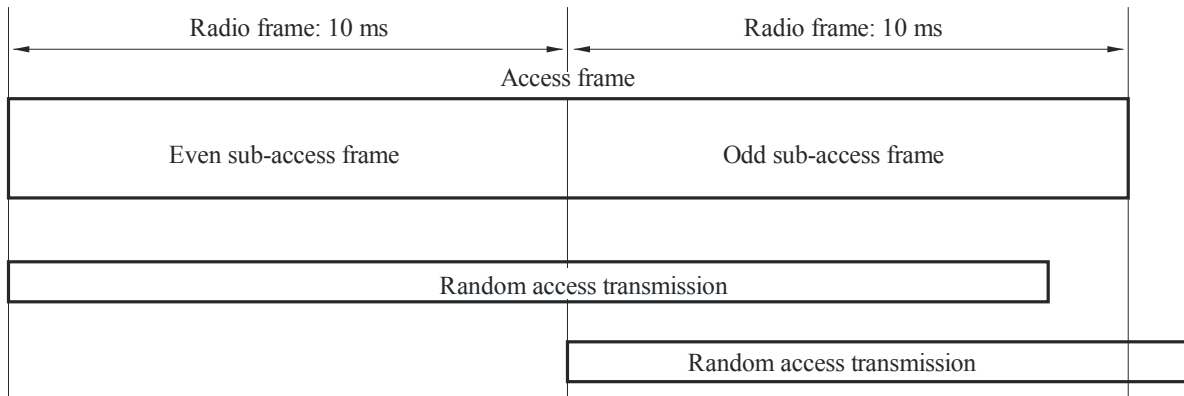 Radio frame: 10 ms
Radio frame: 10 ms
Access frame
Even sub-access frame
Odd sub-access frame
Random access transmission
Random access transmission